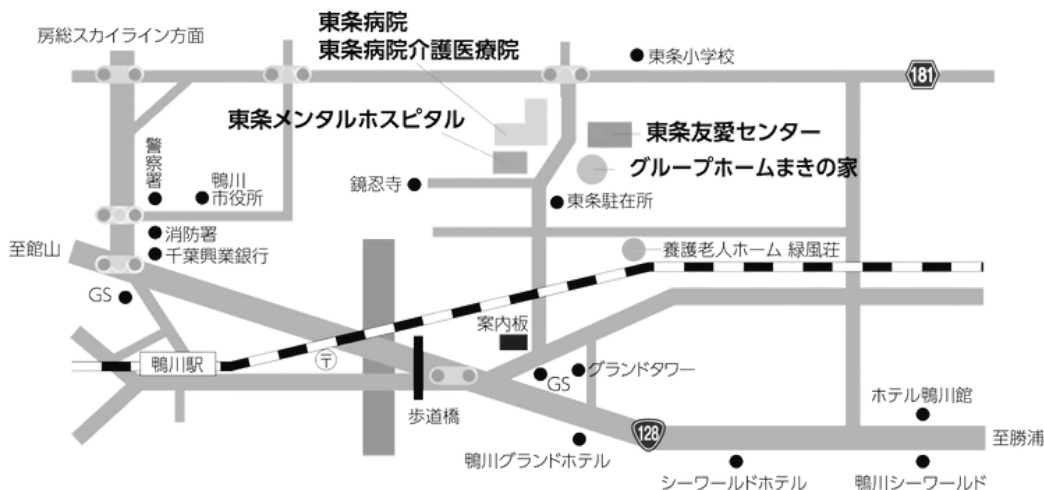 房総スカイライン方面
東条病院
東条病院介護医療院
東条小学校
181
東条メンタルホスピタル
東条友愛センター
グループホームまきの家
警察署
鴨川
市役所
鏡忍寺
東条駐在所
消防署
至館山
千葉興業銀行
養護老人ホーム 緑風荘
GS
案内板
鴨川駅
〒
グランドタワー
GS
歩道橋
ホテル鴨川館
128
至勝浦
鴨川グランドホテル
シーワールドホテル
鴨川シーワールド